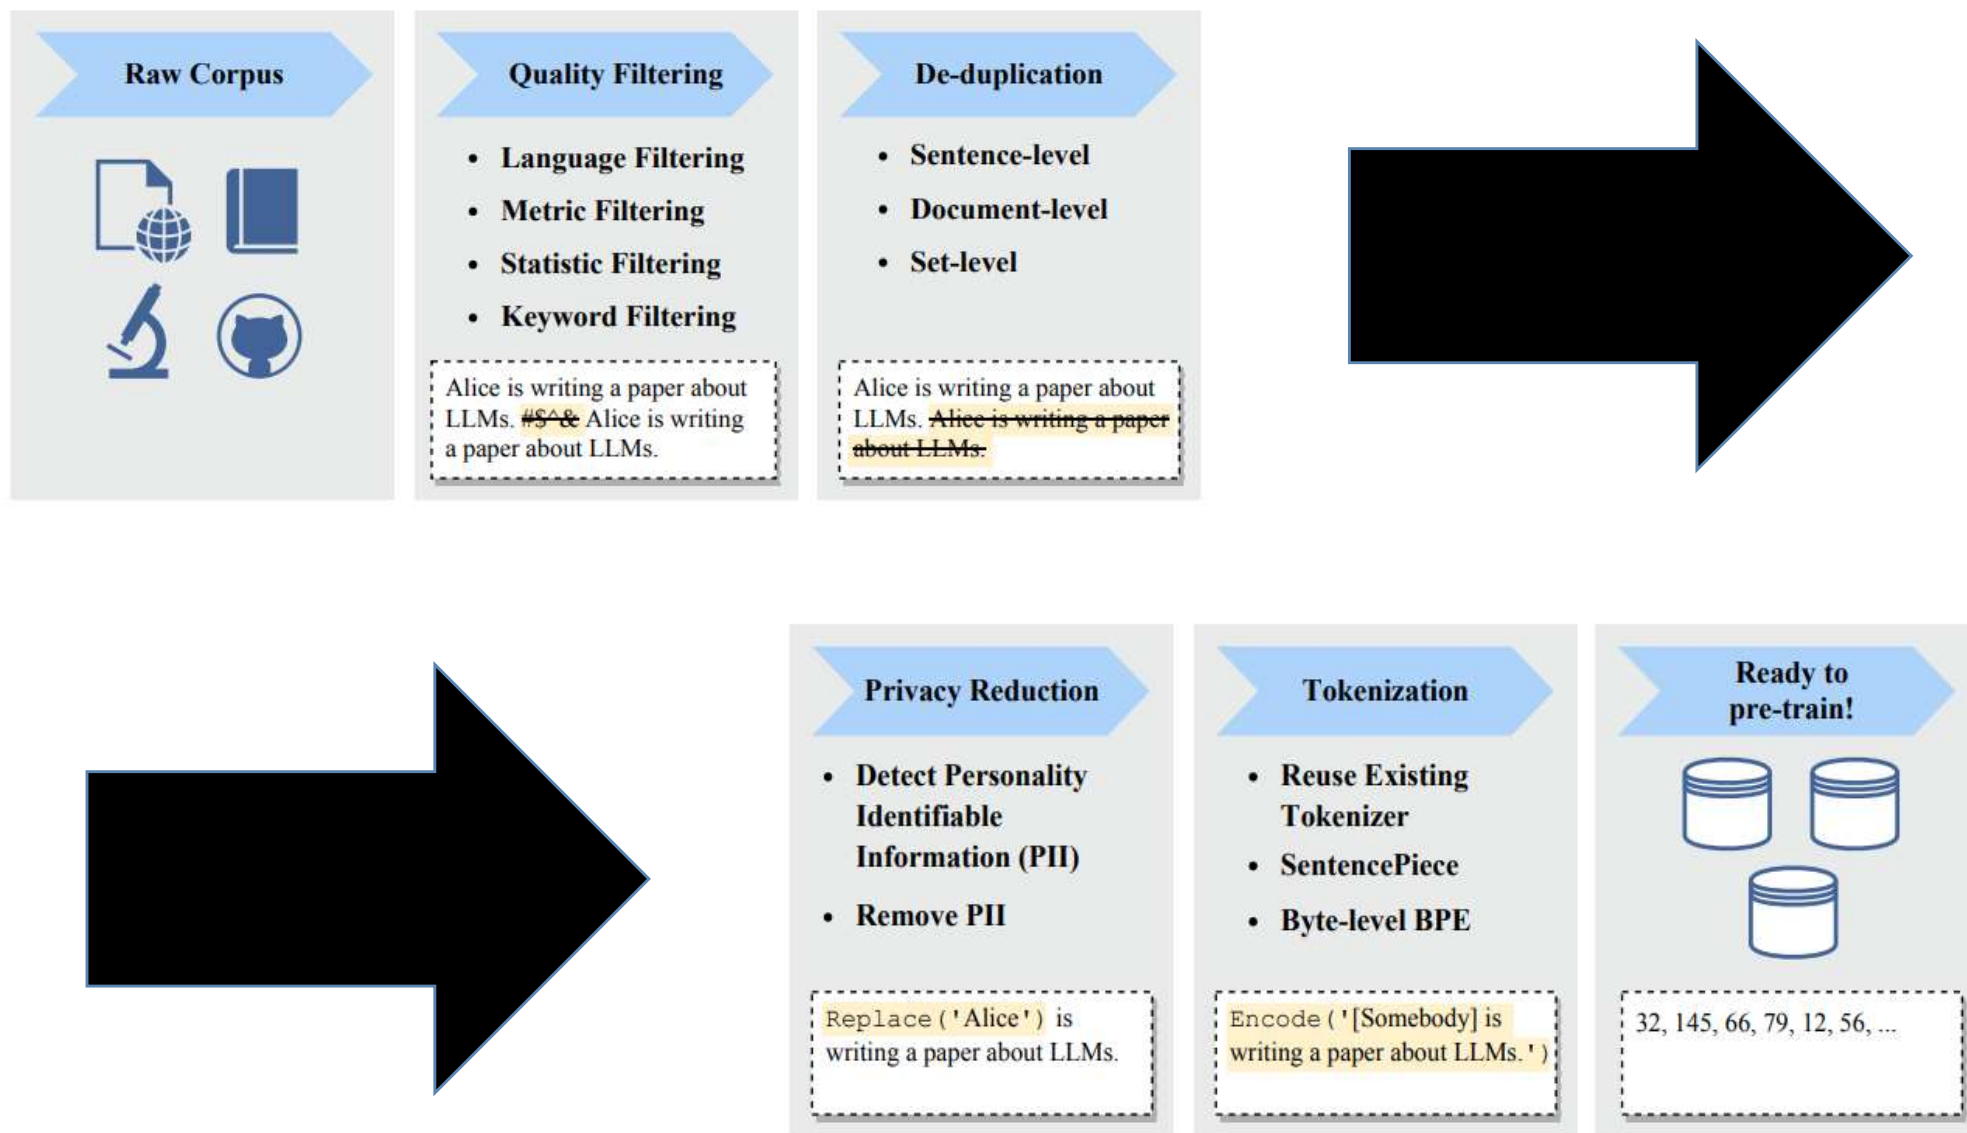 Raw Corpus
Quality Filtering
• Language Filtering
• Metric Filtering
• Statistic Filtering
• Keyword Filtering
Alice is writing a paper about
LLMs. #$^& Alice is writing
a paper about LLMs.
De-duplication
• Sentence-level
• Document-level
• Set-level
Alice is writing a paper about
LLMs. Alice is writing a paper
about LLMs.
Privacy Reduction
• Detect Personality
Identifiable
Information (PII)
• Remove PII
Replace('Alice') is
writing a paper about LLMs.
Tokenization
• Reuse Existing
Tokenizer
• SentencePiece
• Byte-level BPE
Encode('[Somebody] is
writing a paper about LLMs.')
Ready to
pre-train!
32, 145, 66, 79, 12, 56, ...